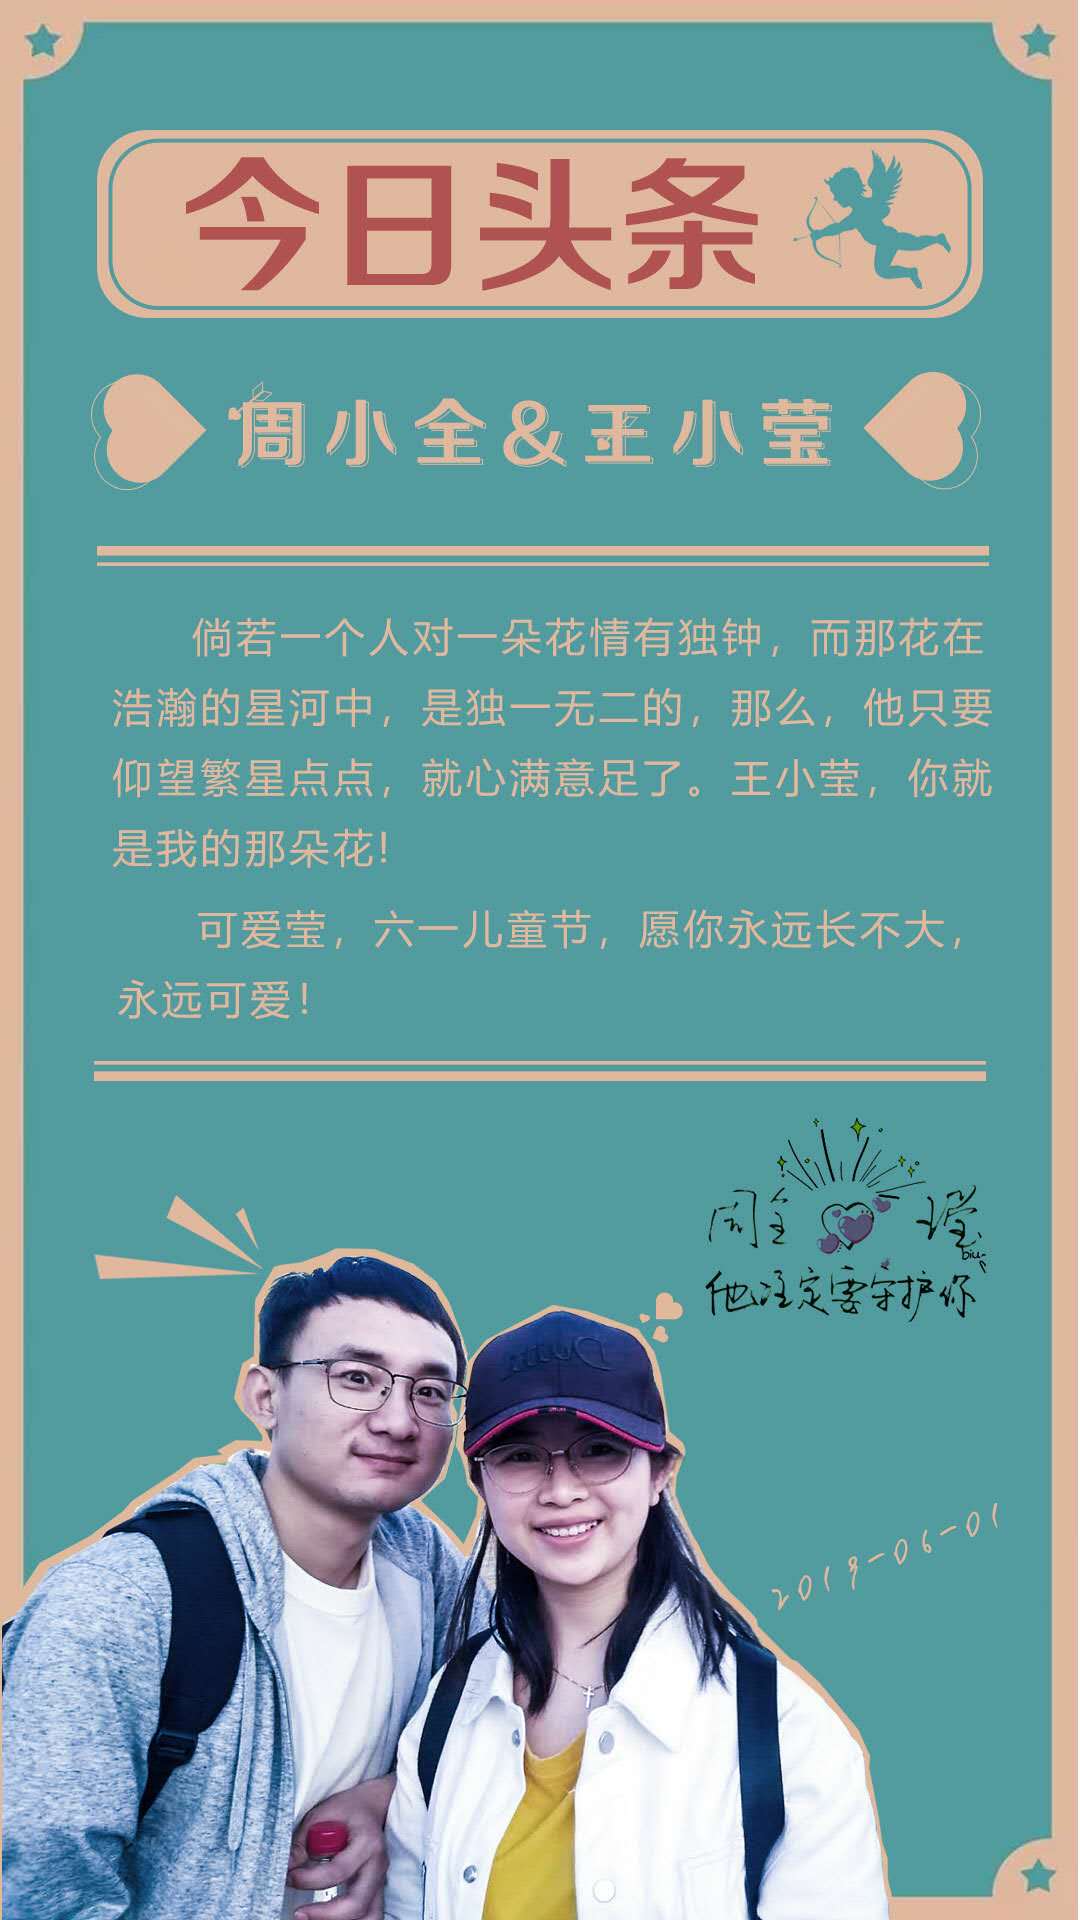 今日头条
周小全&王小莹
倘若一个人对一朵花情有独钟，而那花在
浩瀚的星河中，是独一无二的，那么，他只要
仰望繁星点点，就心满意足了。王小莹，你就
是我的那朵花！
可爱莹，六一儿童节，愿你永远长不大，
永远可爱！
周全 瑩
biu~
他注定要守护你
2019-06-01